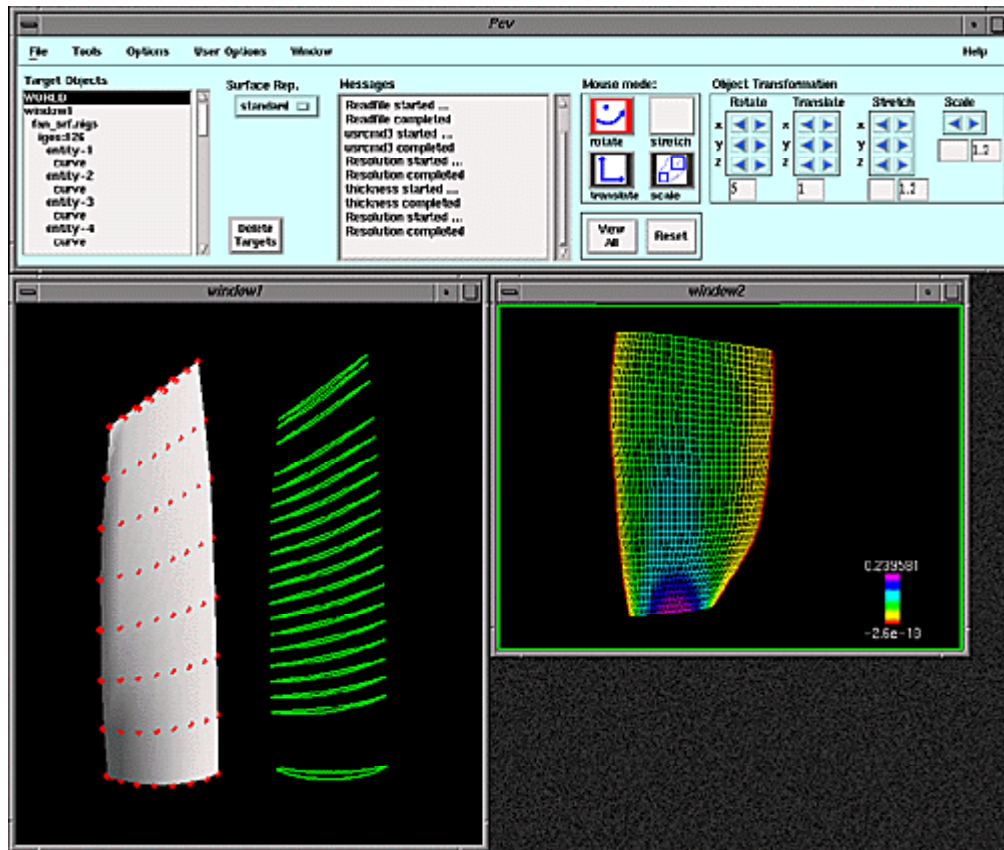 Pev
File Tools Options User Options Window Help
Target Objects
WORLD
window1
fan_srf.nigs
iges:126
entity-1
curve
entity-2
curve
entity-3
curve
entity-4
curve
Surface Rep.
standard
Delete
Targets
Messages
Readfile started ...
Readfile completed
usrcmd3 started ...
usrcmd3 completed
Resolution started ...
Resolution completed
thickness started ...
thickness completed
Resolution started ...
Resolution completed
Mouse mode:
rotate stretch
translate scale
View
All
Reset
Object Transformation
Rotate Translate Stretch Scale
x x x
y y y
z z z
5 1 1.2 1.2
window1
window2
0.239581
-2.6e-18